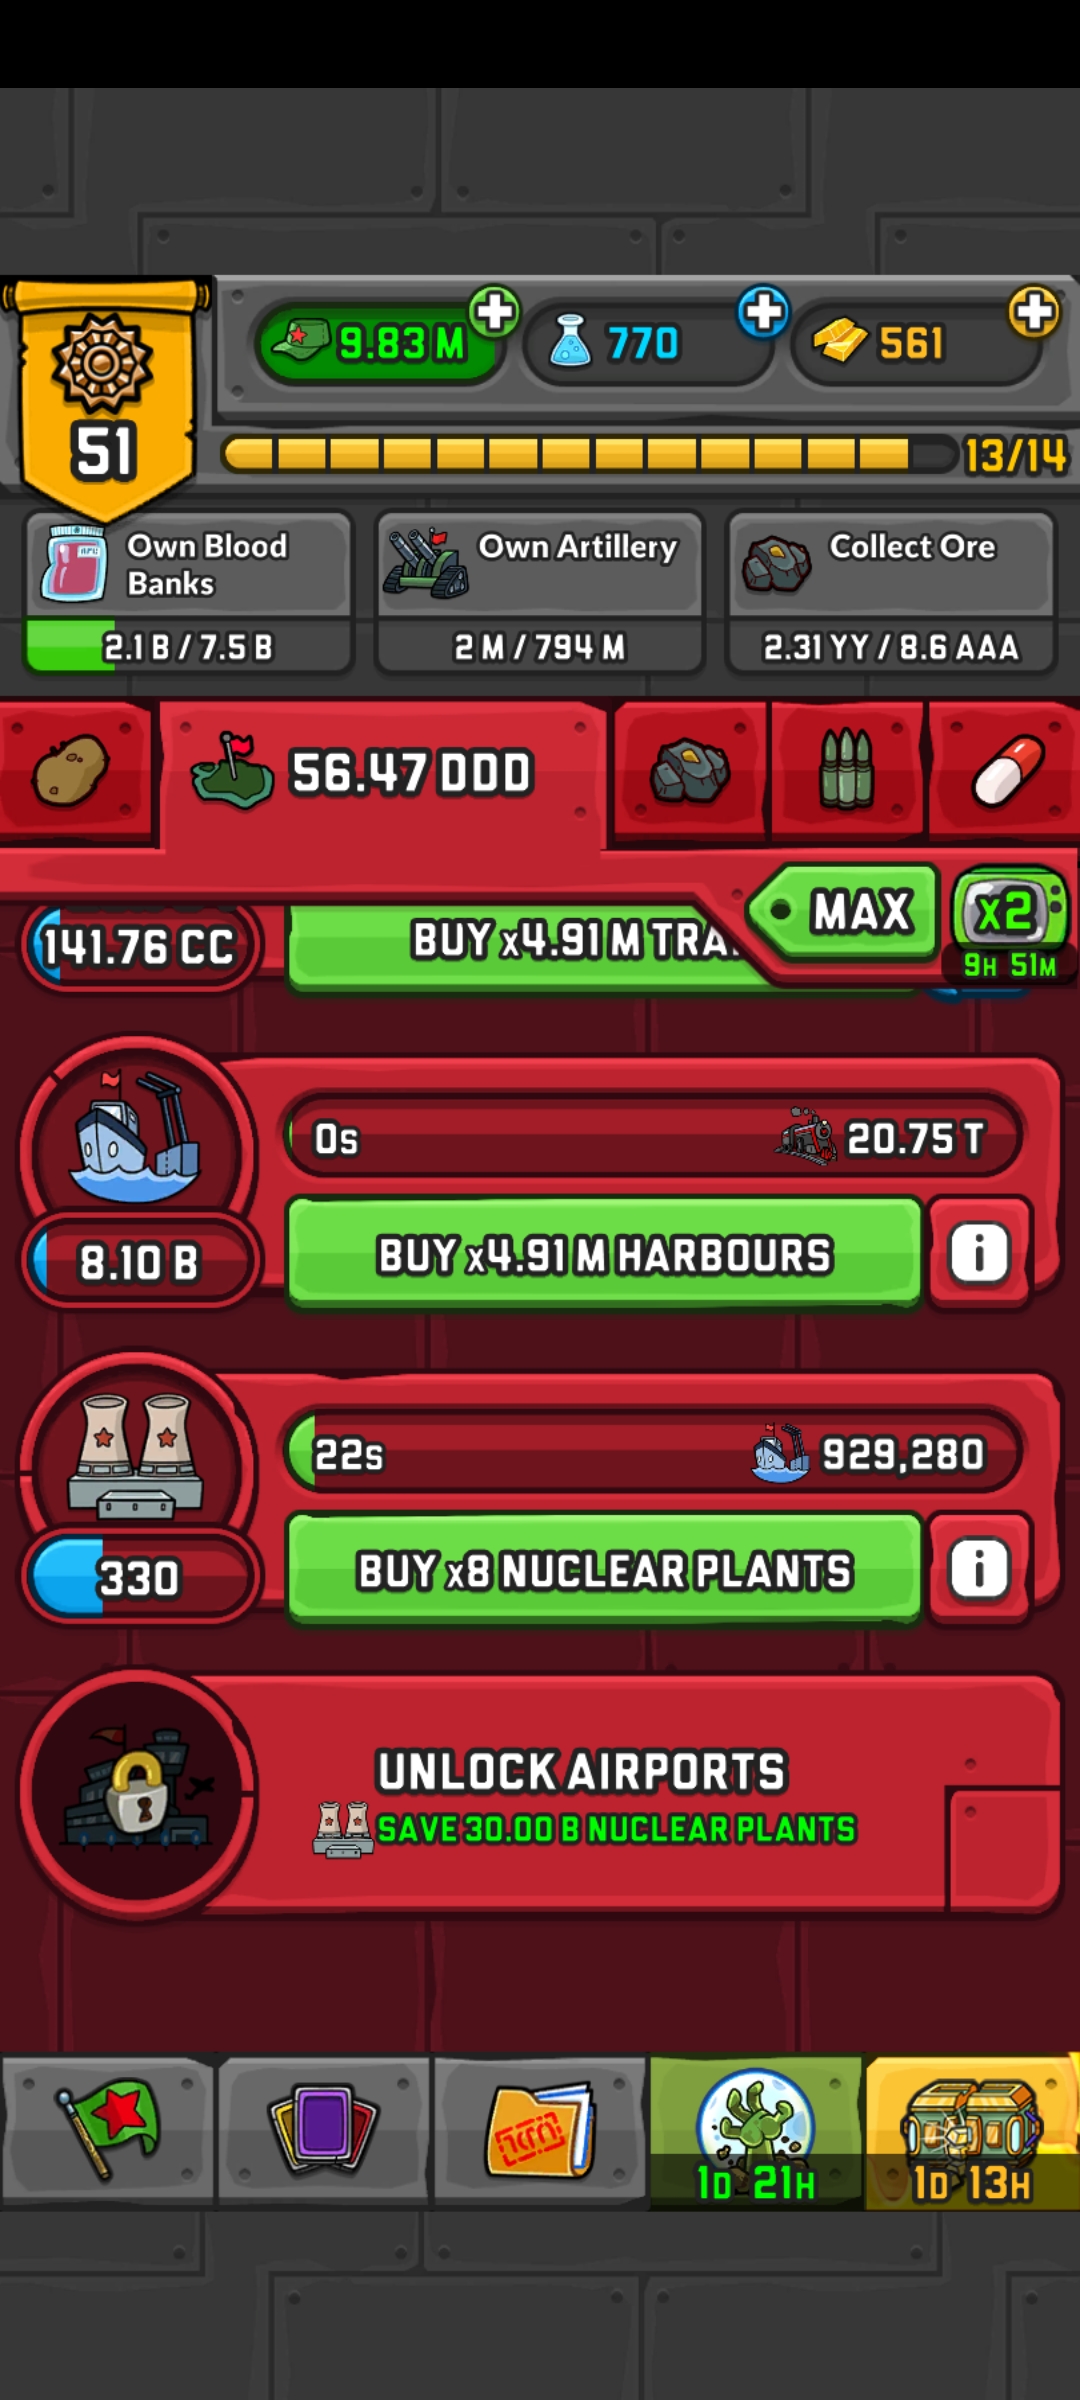 9.83 M
770
561
51
13/14
Own Blood
Banks
2.1 B / 7.5 B
Own Artillery
2 M / 794 M
Collect Ore
2.31 YY / 8.6 AAA
56.47 DDD
MAX
x2
9H 51M
141.76 CC
BUY x4.91 M TRA
0s
20.75 T
8.10 B
BUY x4.91 M HARBOURS
i
22s
929,280
330
BUY x8 NUCLEAR PLANTS
i
UNLOCK AIRPORTS
SAVE 30.00 B NUCLEAR PLANTS
1D 21H
1D 13H